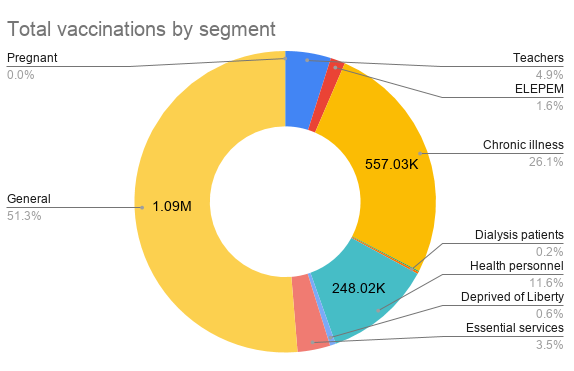 Total vaccinations by segment
Pregnant
0.0%
Teachers
4.9%
ELEPEM
1.6%
Chronic illness
26.1%
557.03K
General
51.3%
1.09M
Dialysis patients
0.2%
Health personnel
11.6%
248.02K
Deprived of Liberty
0.6%
Essential services
3.5%